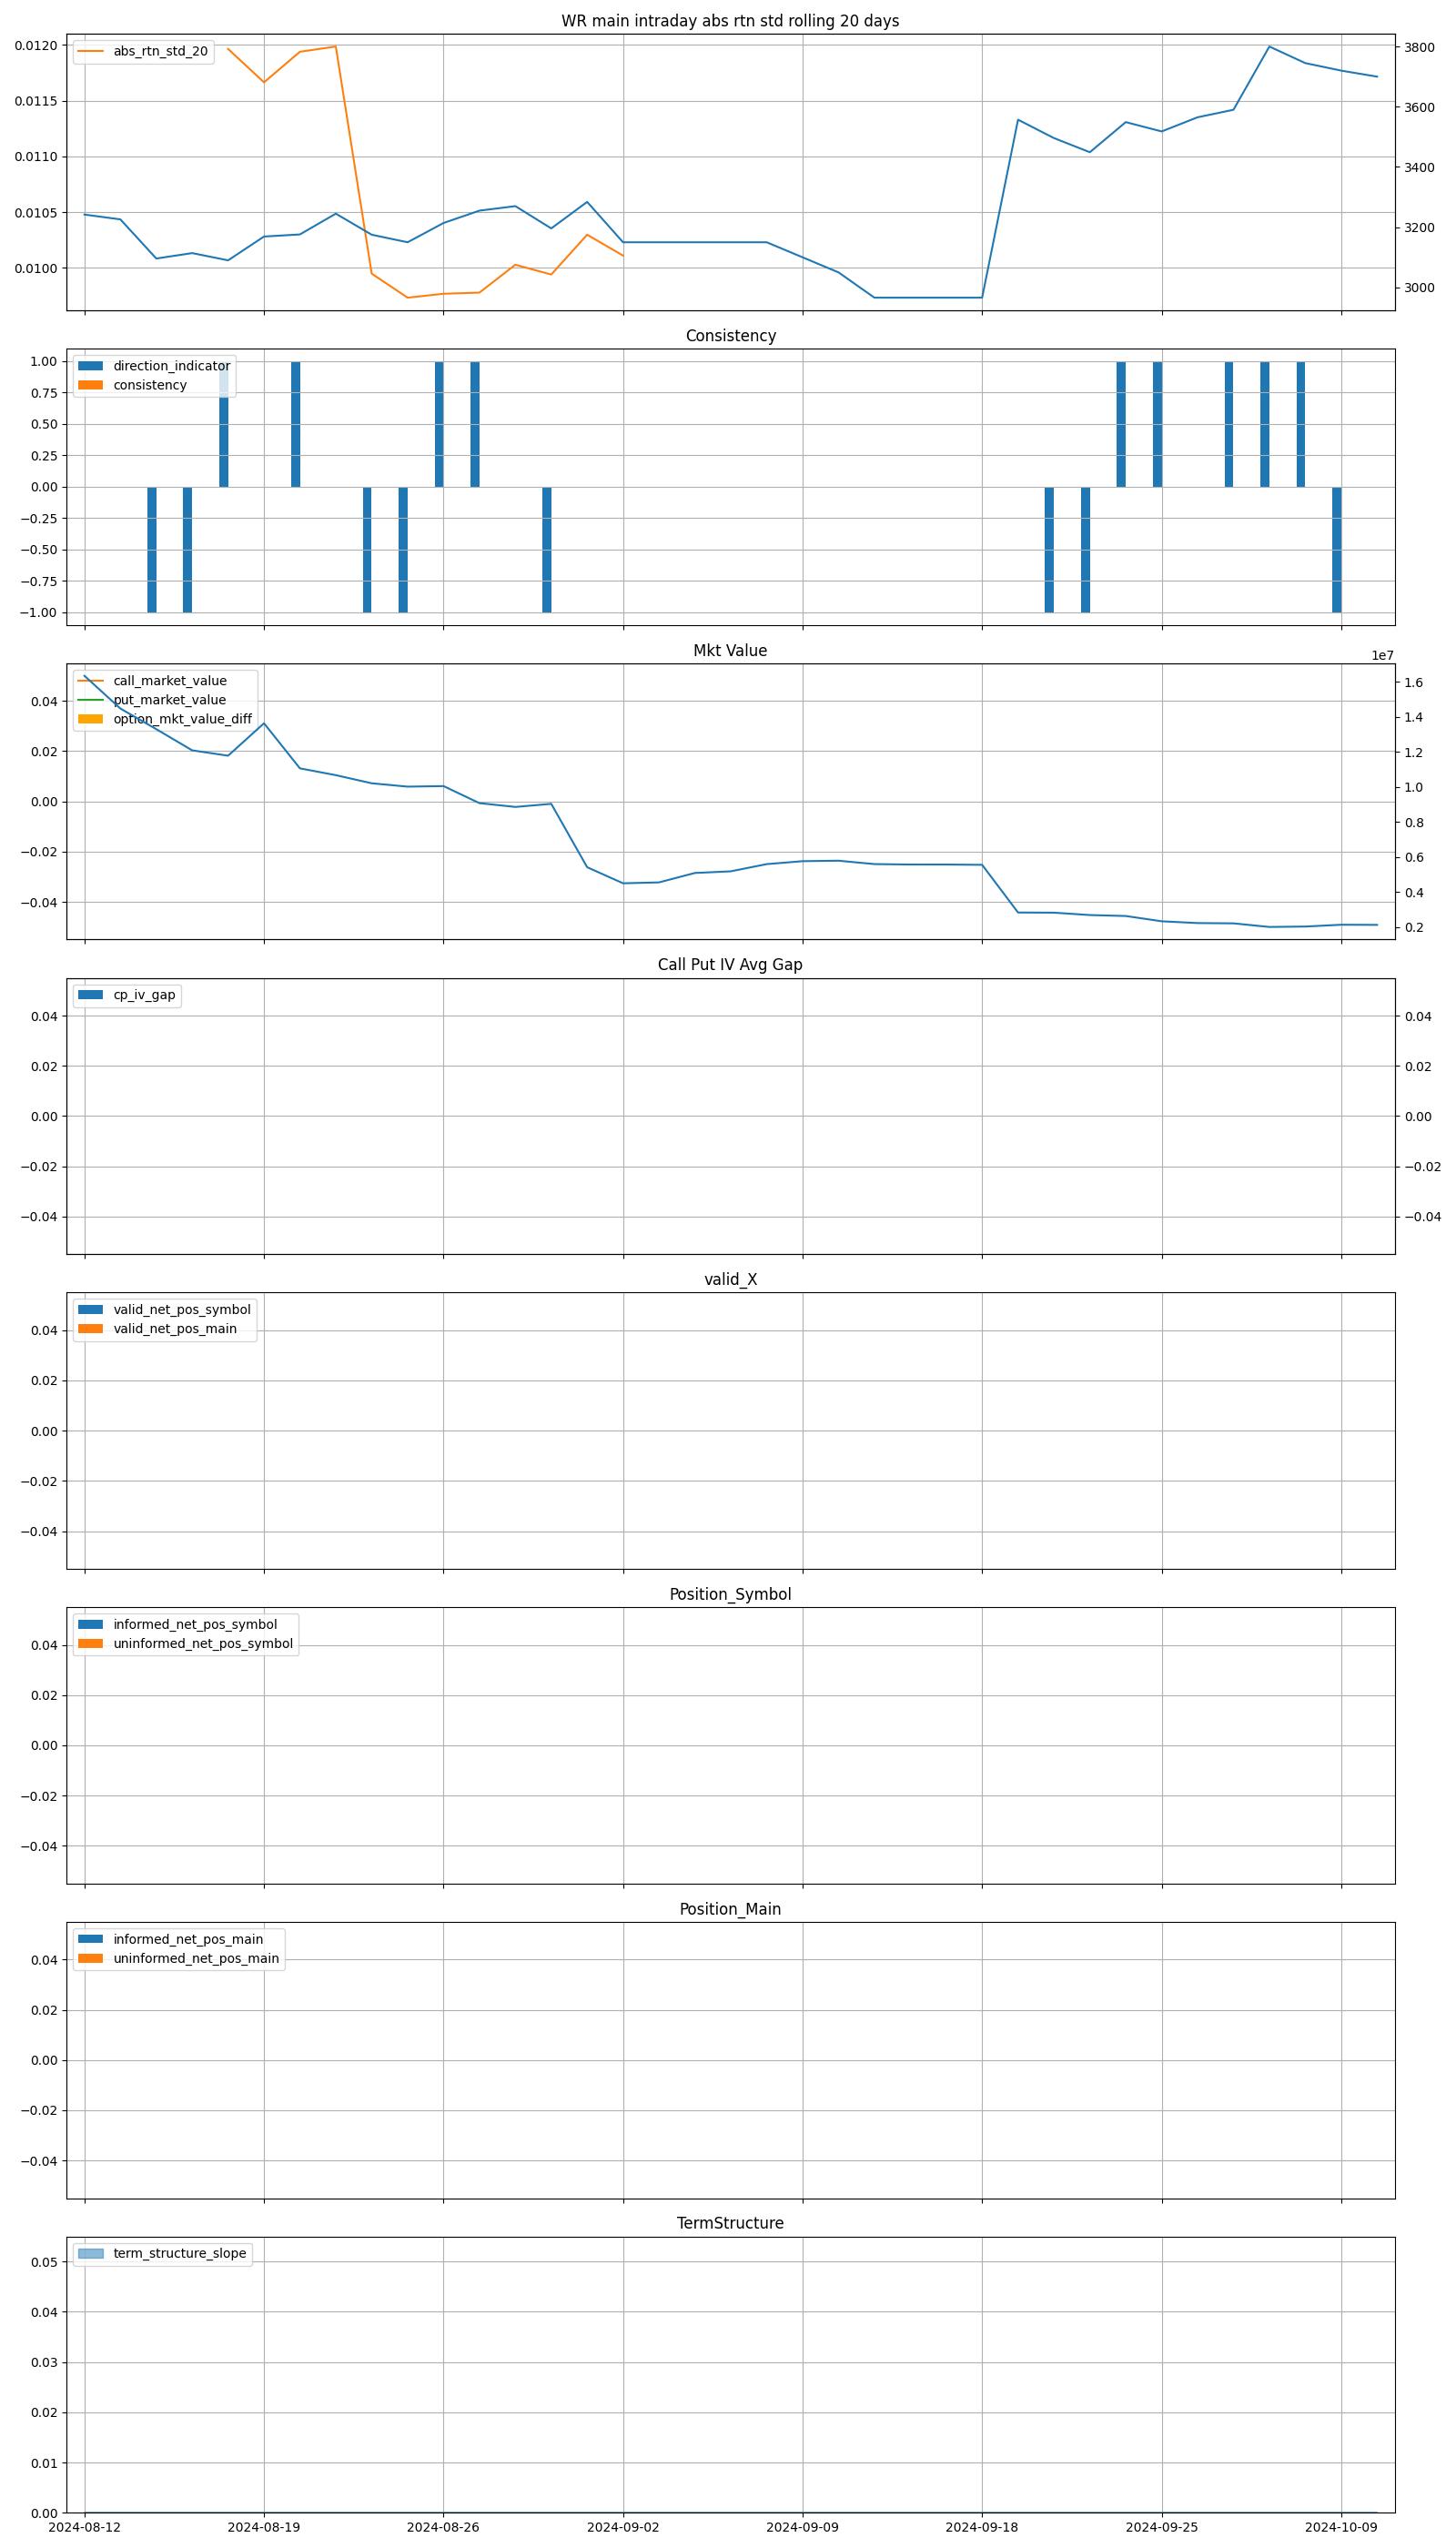 WR main intraday abs rtn std rolling 20 days
abs_rtn_std_20
0.0120
0.0115
0.0110
0.0105
0.0100
3800
3600
3400
3200
3000
Consistency
direction_indicator
consistency
1.00
0.75
0.50
0.25
0.00
−0.25
−0.50
−0.75
−1.00
Mkt Value
1e7
call_market_value
put_market_value
option_mkt_value_diff
0.04
0.02
0.00
−0.02
−0.04
1.6
1.4
1.2
1.0
0.8
0.6
0.4
0.2
Call Put IV Avg Gap
cp_iv_gap
0.04
0.02
0.00
−0.02
−0.04
0.04
0.02
0.00
−0.02
−0.04
valid_X
valid_net_pos_symbol
valid_net_pos_main
0.04
0.02
0.00
−0.02
−0.04
Position_Symbol
informed_net_pos_symbol
uninformed_net_pos_symbol
0.04
0.02
0.00
−0.02
−0.04
Position_Main
informed_net_pos_main
uninformed_net_pos_main
0.04
0.02
0.00
−0.02
−0.04
TermStructure
term_structure_slope
0.05
0.04
0.03
0.02
0.01
0.00
2024-08-12 2024-08-19 2024-08-26 2024-09-02 2024-09-09 2024-09-18 2024-09-25 2024-10-09